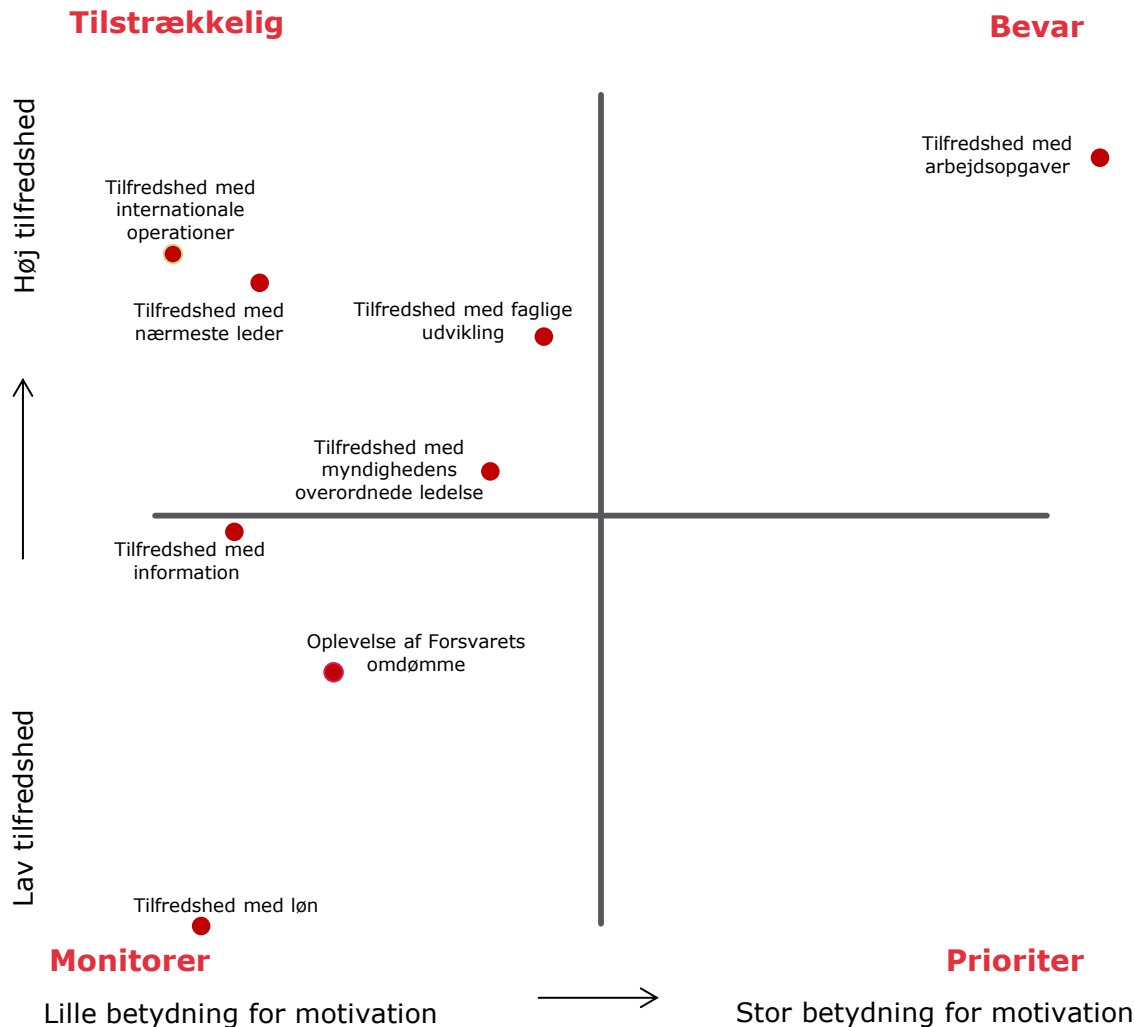 Tilstrækkelig
Bevar
Høj tilfredshed
Tilfredshed med
arbejdsopgaver
Tilfredshed med
internationale
operationer
Tilfredshed med
nærmeste leder
Tilfredshed med faglige
udvikling
Tilfredshed med
myndighedens
overordnede ledelse
Tilfredshed med
information
Oplevelse af Forsvarets
omdømme
Lav tilfredshed
Tilfredshed med løn
Monitorer
Prioriter
Lille betydning for motivation
Stor betydning for motivation